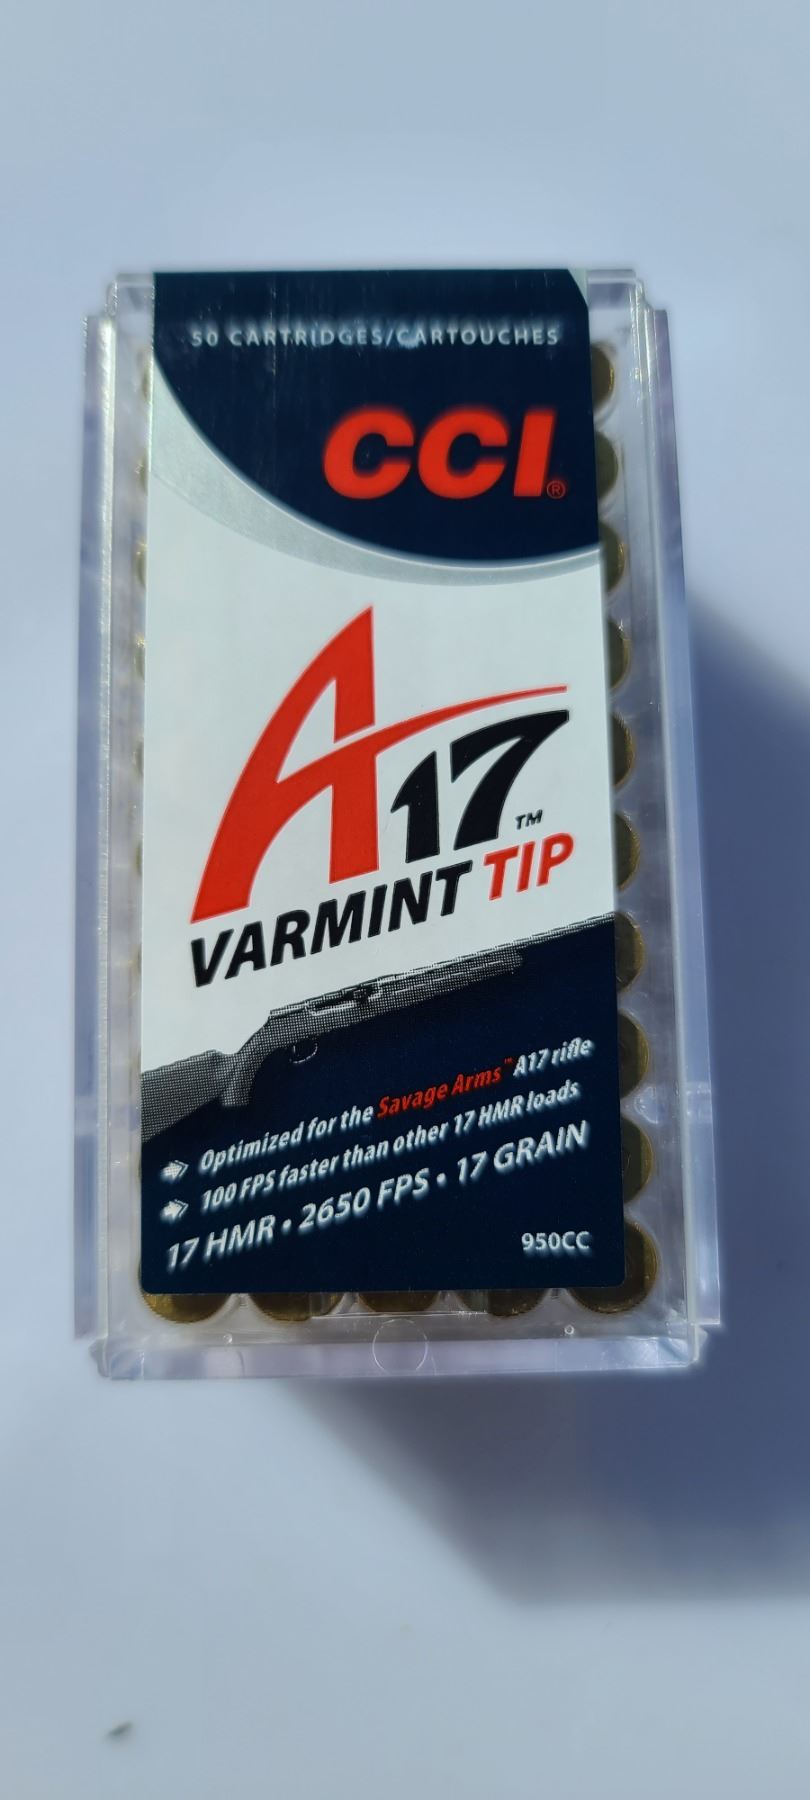 50 CARTRIDGES/CARTOUCHES
CCI®
A17™
VARMINT TIP
Optimized for the Savage Arms™ A17 rifle
100 FPS faster than other 17 HMR loads
17 HMR • 2650 FPS • 17 GRAIN
950CC